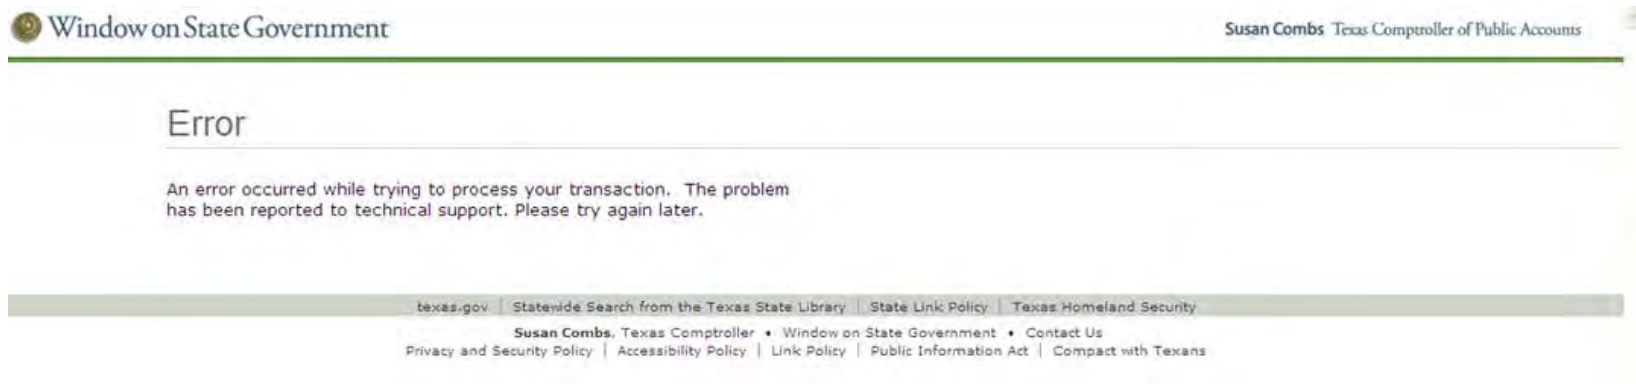 Window on State Government
Susan Combs Texas Comptroller of Public Accounts
Error
An error occurred while trying to process your transaction. The problem
has been reported to technical support. Please try again later.
texas.gov | Statewide Search from the Texas State Library | State Link Policy | Texas Homeland Security
Susan Combs, Texas Comptroller • Window on State Government • Contact Us
Privacy and Security Policy | Accessibility Policy | Link Policy | Public Information Act | Compact with Texans